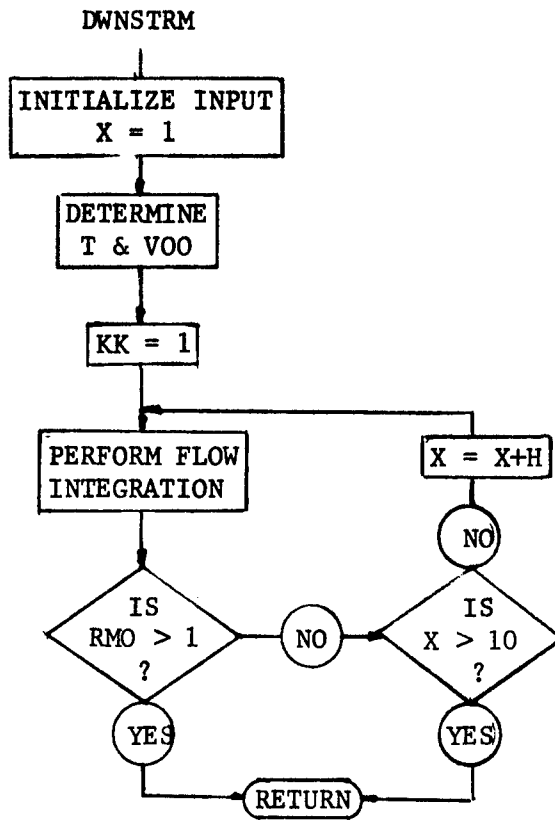 DWNSTRM
INITIALIZE INPUT
X = 1
DETERMINE
T & VOO
KK = 1
PERFORM FLOW
INTEGRATION
X = X+H
NO
IS
RMO > 1
?
NO
IS
X > 10
?
YES
YES
RETURN